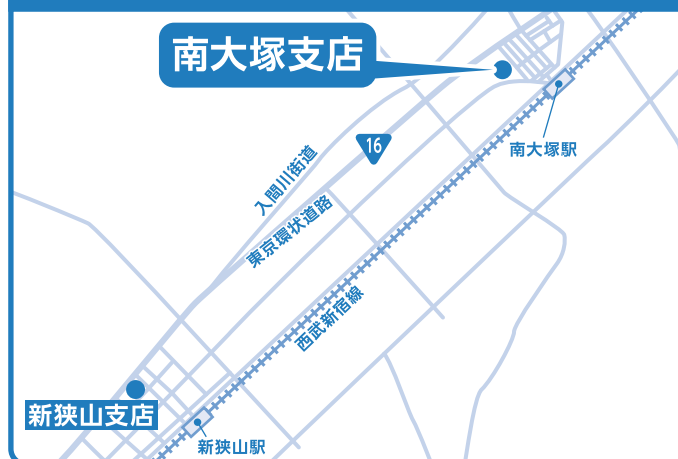 南大塚支店
16
南大塚駅
入間川街道
東京環状道路
西武新宿線
新狭山支店
新狭山駅